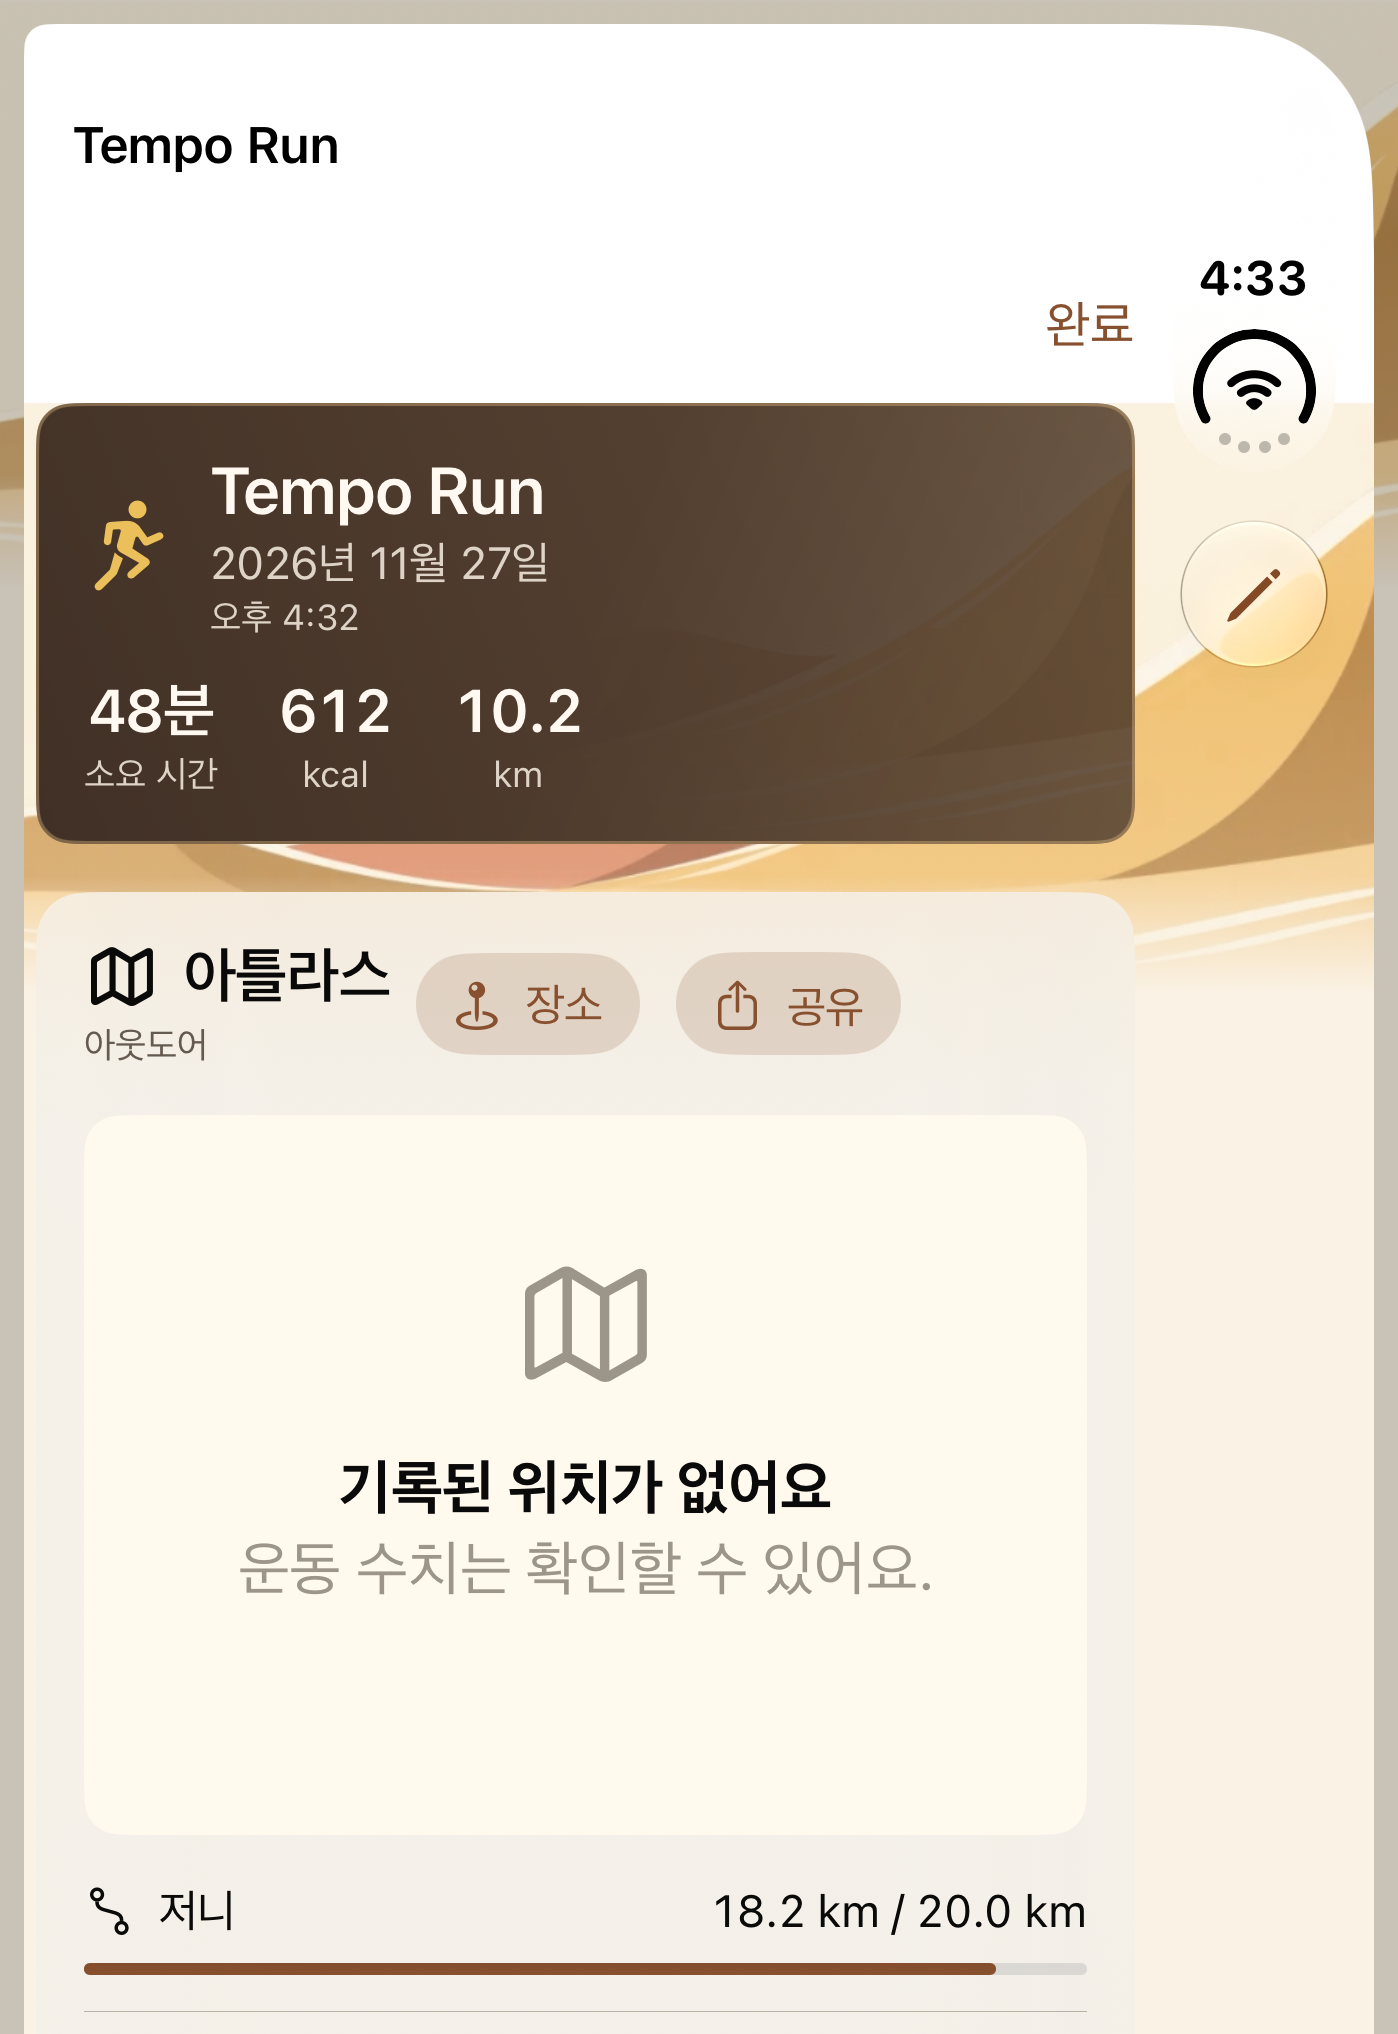 Tempo Run
4:33
완료
Tempo Run
2026년 11월 27일
오후 4:32
48분 612 10.2
소요 시간 kcal km
아틀라스
아웃도어
장소 공유
기록된 위치가 없어요
운동 수치는 확인할 수 있어요.
저니 18.2 km / 20.0 km